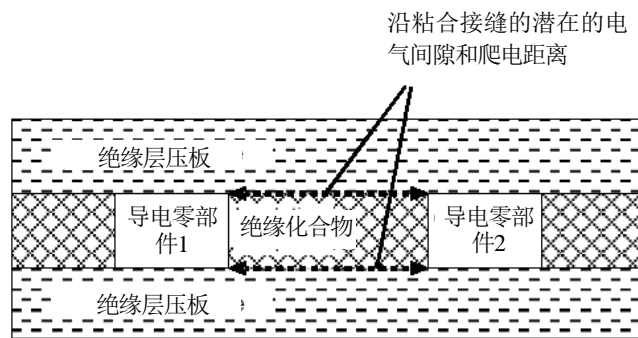 沿粘合接缝的潜在的电
气间隙和爬电距离
绝缘层压板
导电零部
件1
绝缘化合物
导电零部
件2
绝缘层压板